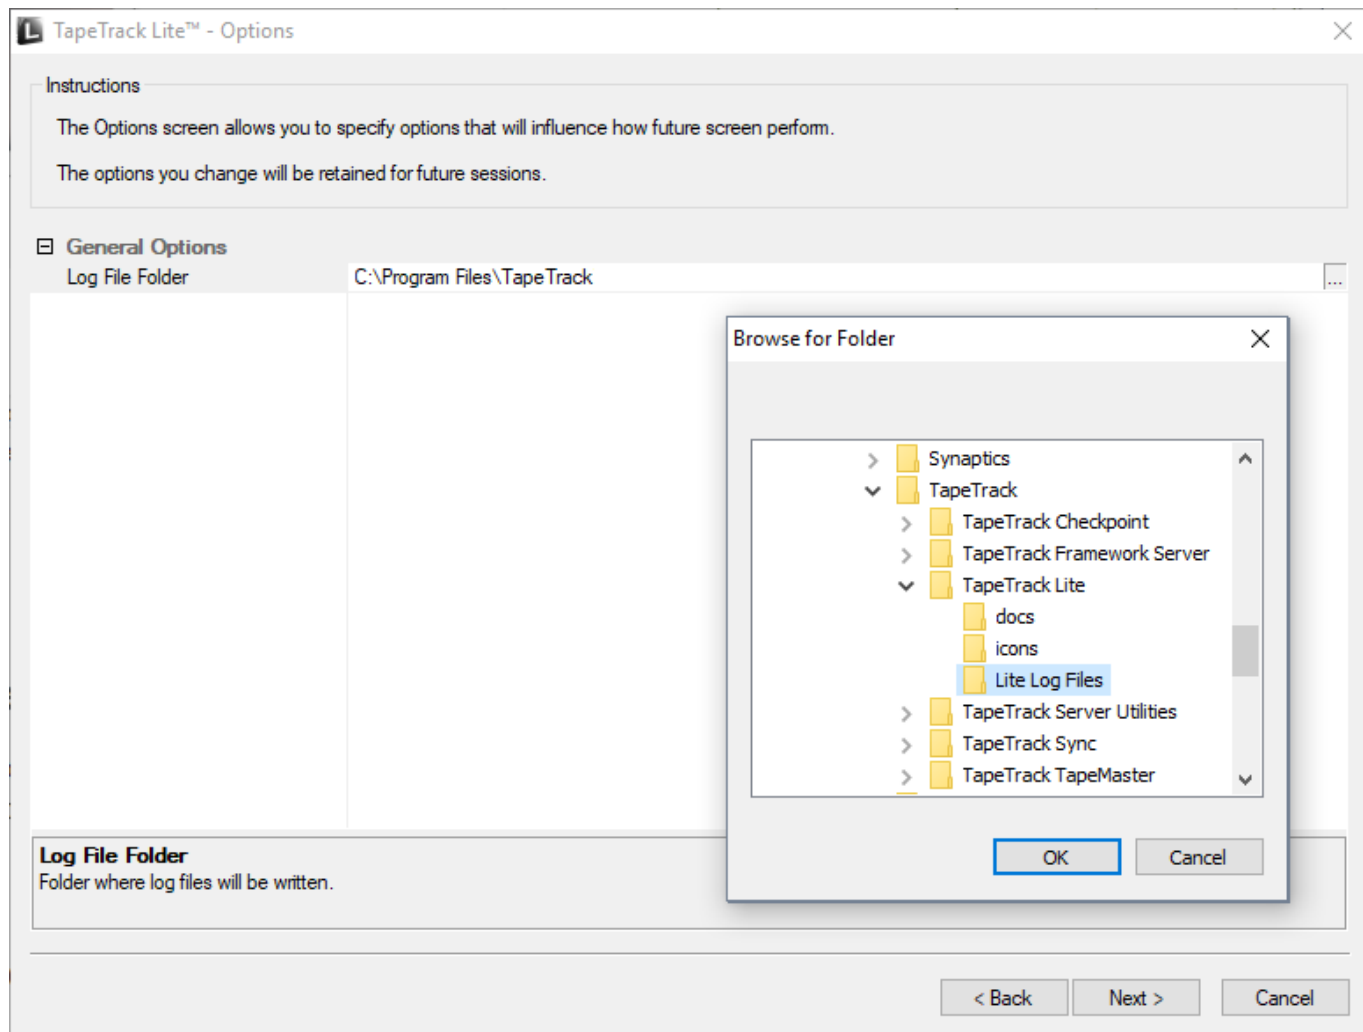 TapeTrack Lite™ - Options
Instructions
The Options screen allows you to specify options that will influence how future screen perform.
The options you change will be retained for future sessions.
General Options
Log File Folder
C:\Program Files\TapeTrack
...
Browse for Folder
Synaptics
TapeTrack
TapeTrack Checkpoint
TapeTrack Framework Server
TapeTrack Lite
docs
icons
Lite Log Files
TapeTrack Server Utilities
TapeTrack Sync
TapeTrack TapeMaster
OK
Cancel
Log File Folder
Folder where log files will be written.
< Back
Next >
Cancel